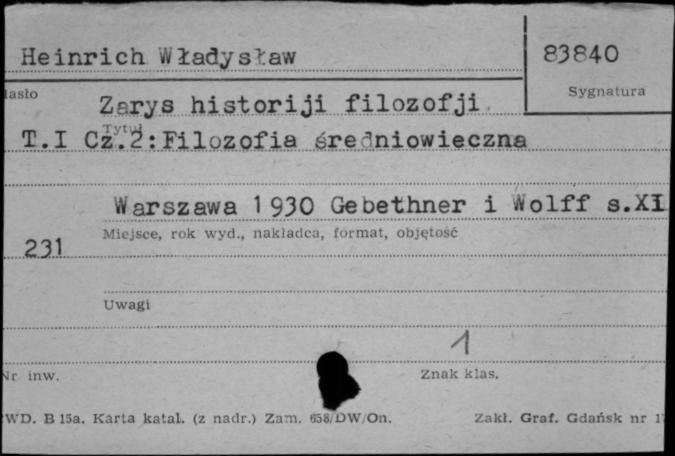 Heinrich Władysław
83840
Sygnatura
Hasło
Zarys historiji filozofji.
Tytuł
T.I Cz.2:Filozofia średniowieczna
Warszawa 1930 Gebethner i Wolff s.XI
Miejsce, rok wyd., nakładca, format, objętość
231
Uwagi
1
Nr inw.
Znak klas.
WD. B 15a. Karta katal. (z nadr.) Zam. 658/DW/On.
Zakł. Graf. Gdańsk nr